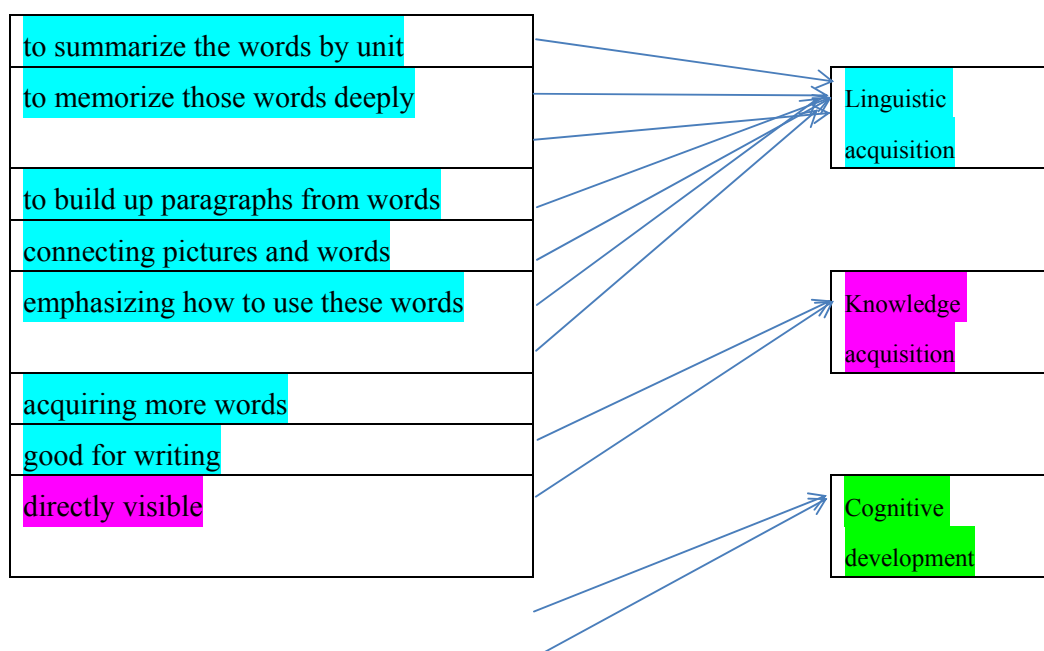 to summarize the words by unit
to memorize those words deeply
to build up paragraphs from words
connecting pictures and words
emphasizing how to use these words
acquiring more words
good for writing
directly visible
Linguistic
acquisition
Knowledge
acquisition
Cognitive
development